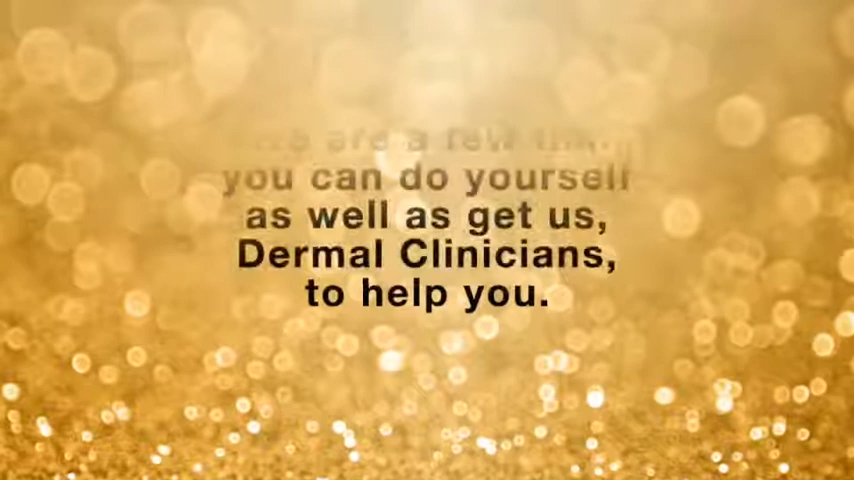 are a few
you can do yourself
as well as get us,
Dermal Clinicians,
to help you.